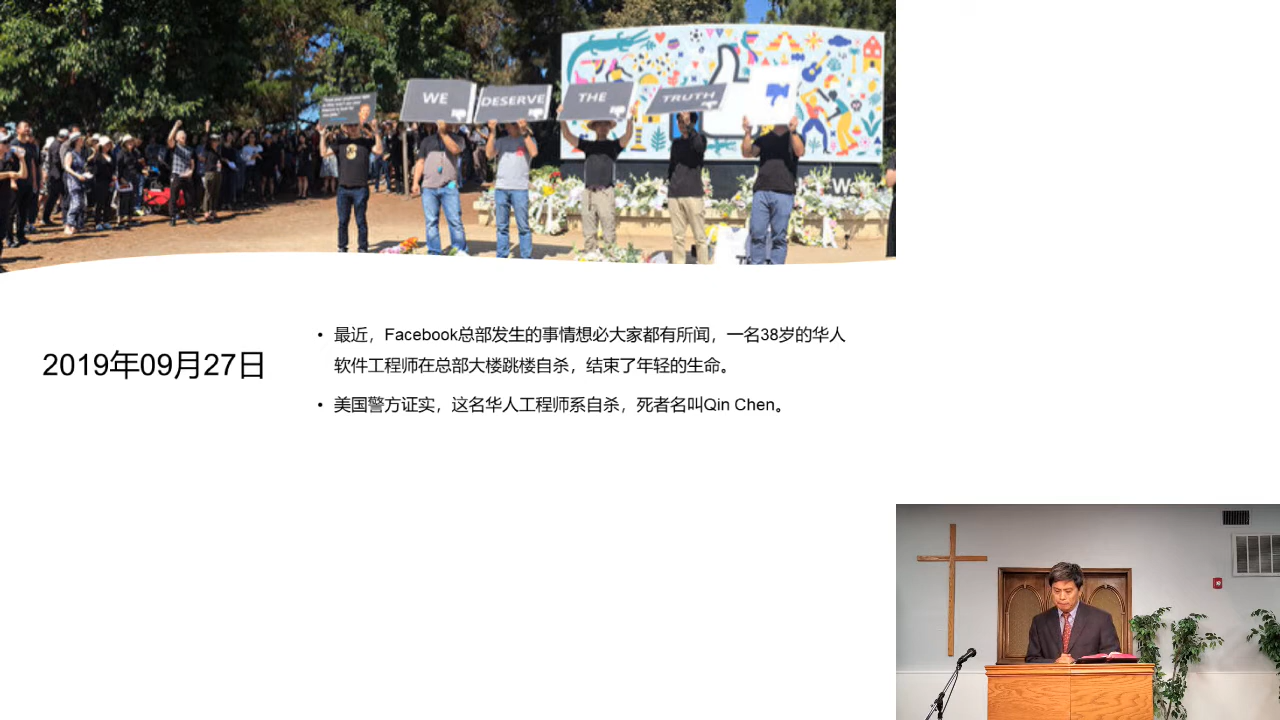 WE DESERVE THE TRUTH
2019年09月27日
• 最近，Facebook总部发生的事情想必大家都有所闻，一名38岁的华人
软件工程师在总部大楼跳楼自杀，结束了年轻的生命。
• 美国警方证实，这名华人工程师系自杀，死者名叫Qin Chen。